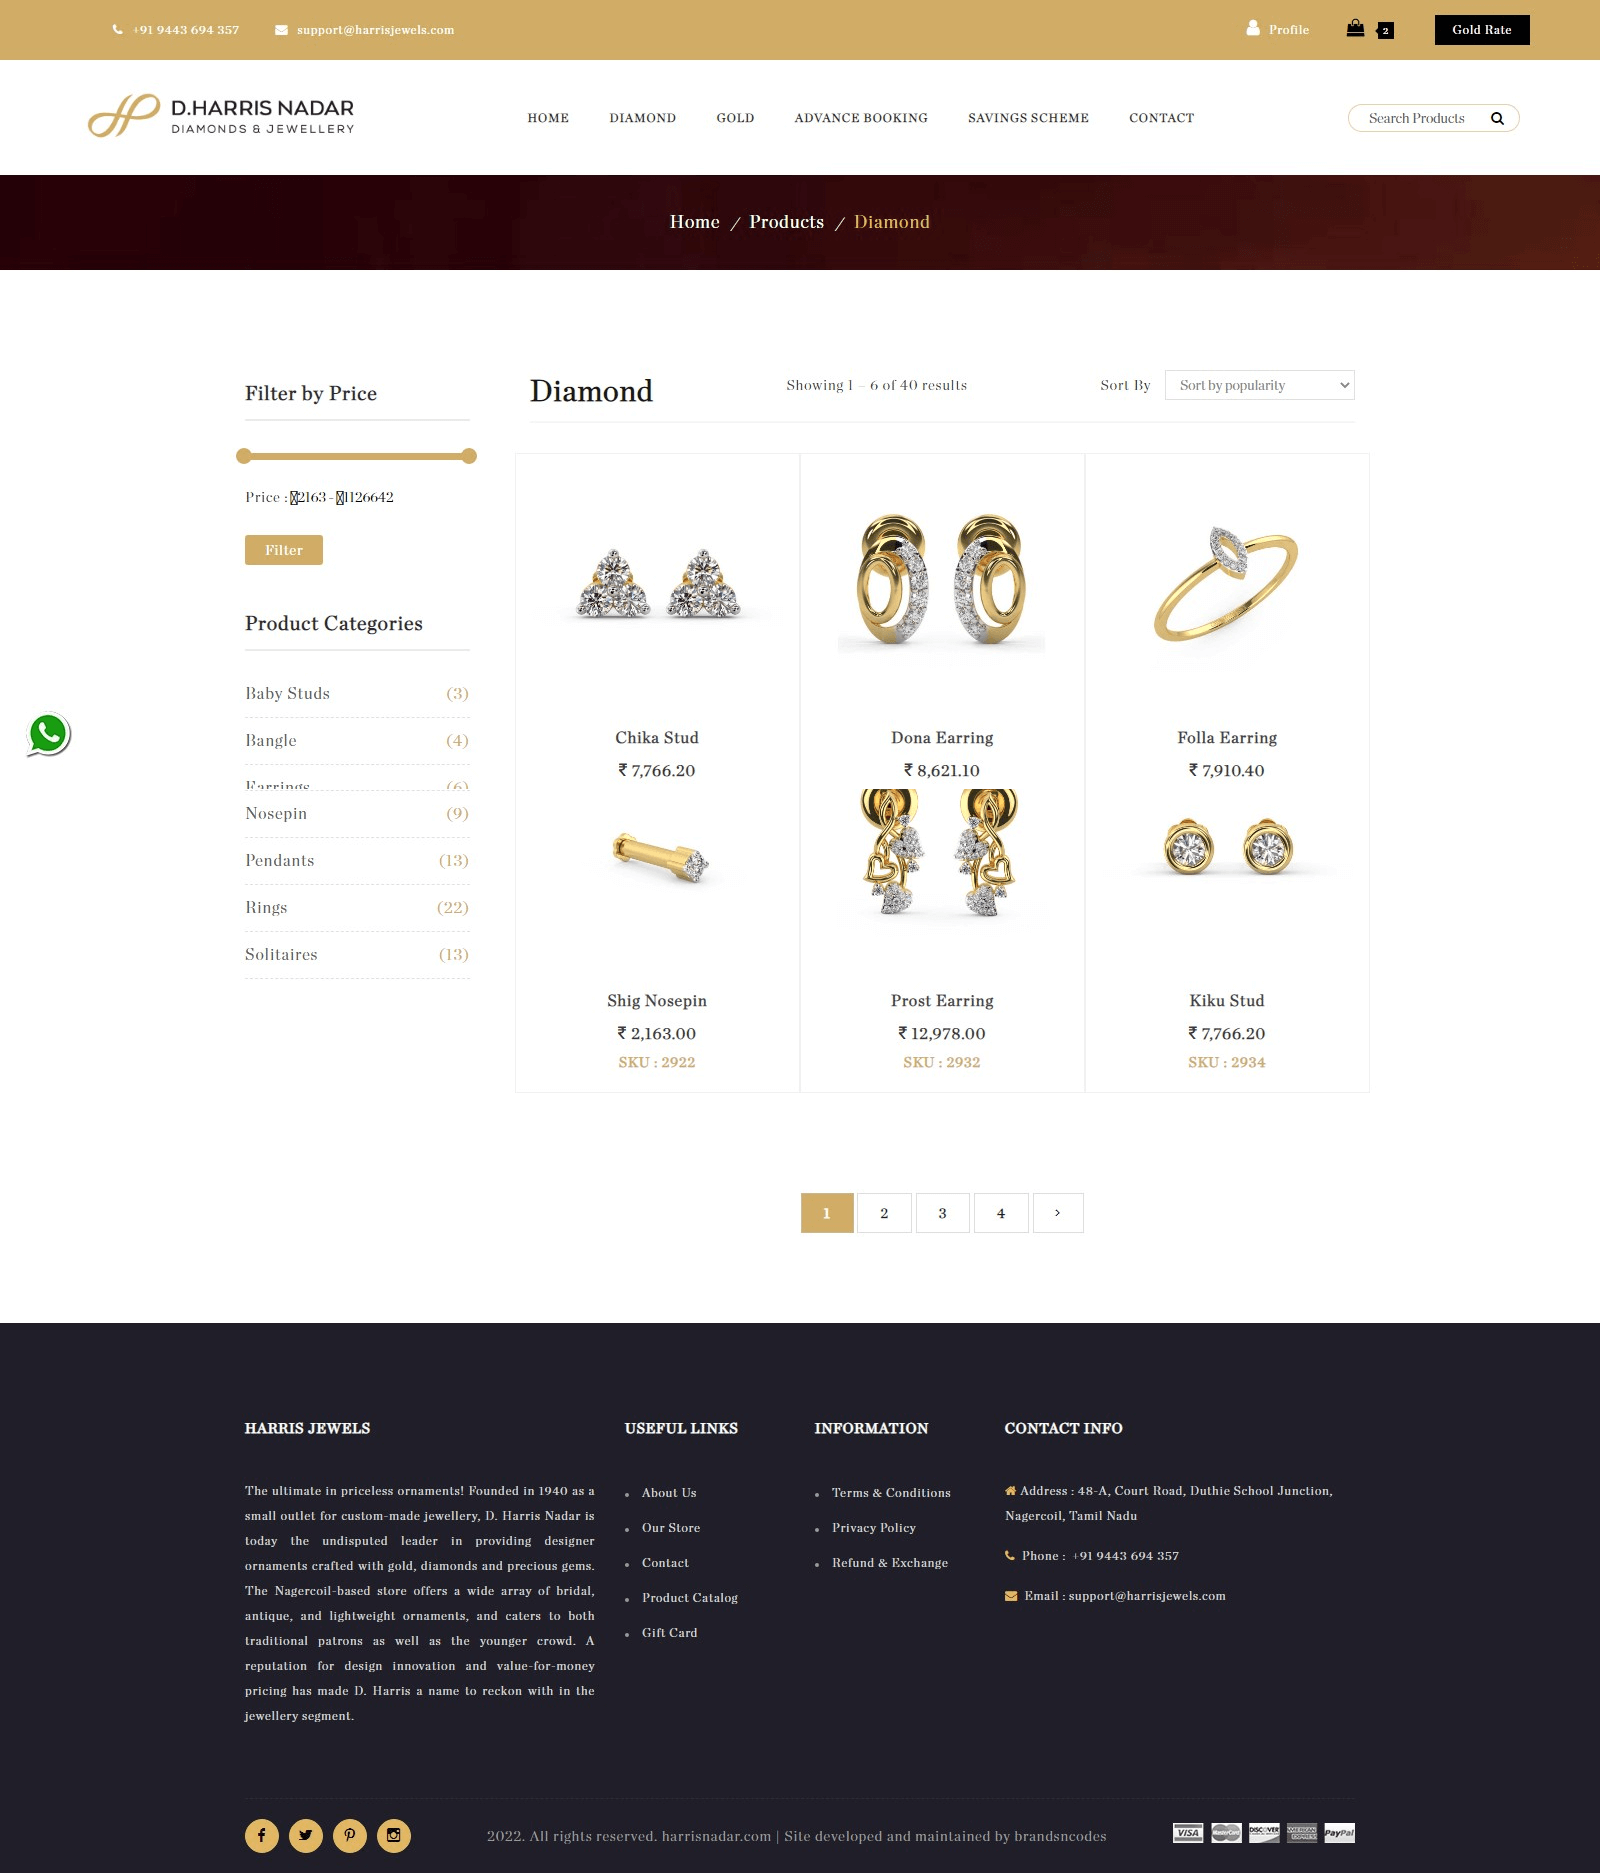 +91 9443 694 357
support@harrisjewels.com
Profile
2
Gold Rate
D.HARRIS NADAR
DIAMONDS & JEWELLERY
HOME
DIAMOND
GOLD
ADVANCE BOOKING
SAVINGS SCHEME
CONTACT
Search Products
Home / Products / Diamond
Filter by Price
Price : 2163 - 1126642
Filter
Product Categories
Baby Studs (3)
Bangle (4)
Earrings (6)
Nosepin (9)
Pendants (13)
Rings (22)
Solitaires (13)
Diamond
Showing 1 – 6 of 40 results
Sort By
Sort by popularity
Chika Stud
₹ 7,766.20
Dona Earring
₹ 8,621.10
Folla Earring
₹ 7,910.40
Shig Nosepin
₹ 2,163.00
SKU : 2922
Prost Earring
₹ 12,978.00
SKU : 2932
Kiku Stud
₹ 7,766.20
SKU : 2934
1 2 3 4 >
HARRIS JEWELS
The ultimate in priceless ornaments! Founded in 1940 as a
small outlet for custom-made jewellery, D. Harris Nadar is
today the undisputed leader in providing designer
ornaments crafted with gold, diamonds and precious gems.
The Nagercoil-based store offers a wide array of bridal,
antique, and lightweight ornaments, and caters to both
traditional patrons as well as the younger crowd. A
reputation for design innovation and value-for-money
pricing has made D. Harris a name to reckon with in the
jewellery segment.
USEFUL LINKS
About Us
Our Store
Contact
Product Catalog
Gift Card
INFORMATION
Terms & Conditions
Privacy Policy
Refund & Exchange
CONTACT INFO
Address : 48-A, Court Road, Duthie School Junction,
Nagercoil, Tamil Nadu
Phone : +91 9443 694 357
Email : support@harrisjewels.com
2022. All rights reserved. harrisnadar.com | Site developed and maintained by brandsncodes
VISA
MasterCard
DISCOVER
AMERICAN EXPRESS
PayPal